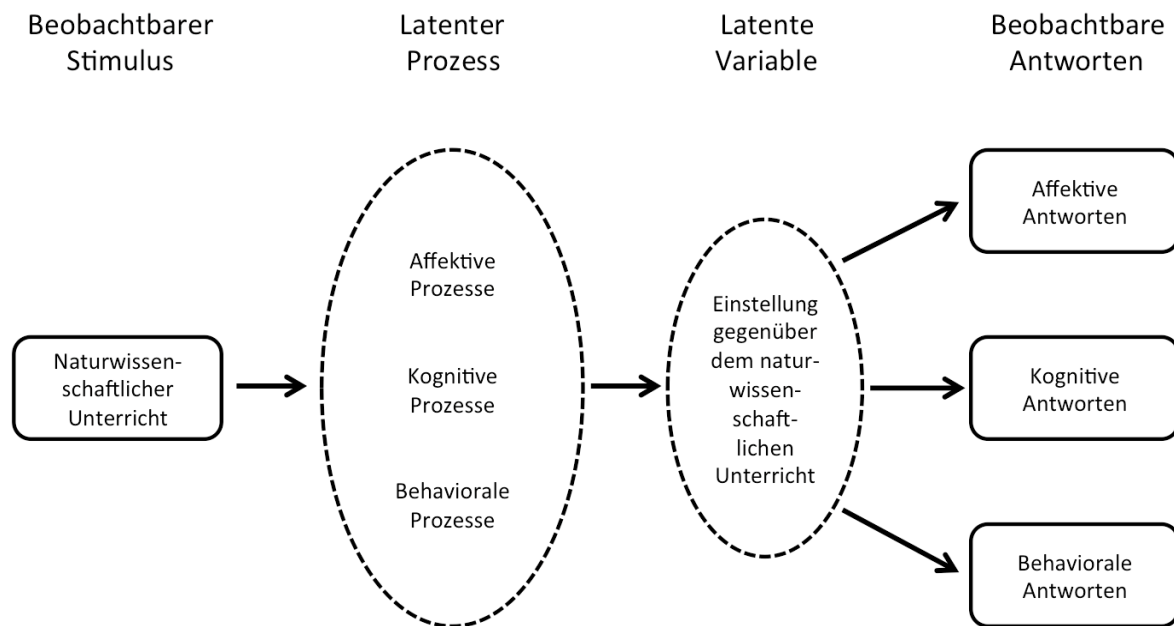 Beobachtbarer
Stimulus
Latenter
Prozess
Latente
Variable
Beobachtbare
Antworten
Naturwissen-
schaftlicher
Unterricht
Affektive
Prozesse
Kognitive
Prozesse
Behaviorale
Prozesse
Einstellung
gegenüber
dem natur-
wissen-
schaft-
lichen
Unterricht
Affektive
Antworten
Kognitive
Antworten
Behaviorale
Antworten